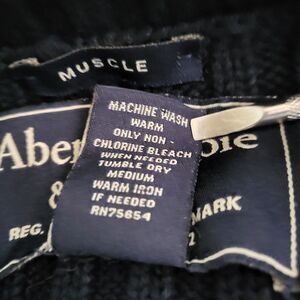 MUSCLE
MACHINE WASH
WARM
ONLY NON -
CHLORINE BLEACH
WHEN NEEDED
TUMBLE DRY
MEDIUM
WARM IRON
IF NEEDED
RN75654
Aber
&
REG.
MARK